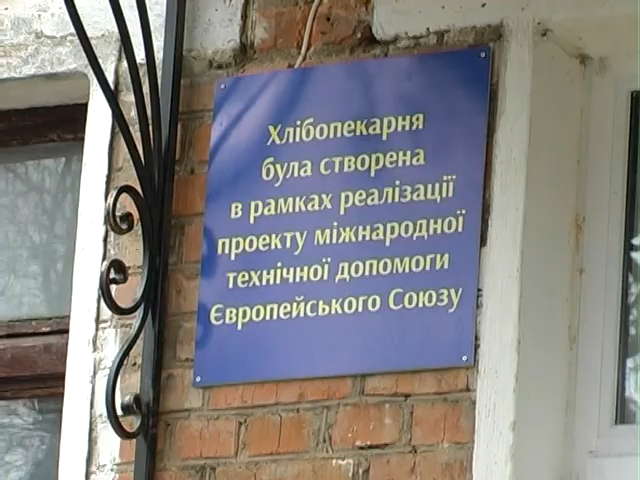 Хлібопекарня
була створена
в рамках реалізації
проекту міжнародної
технічної допомоги
Європейського Союзу